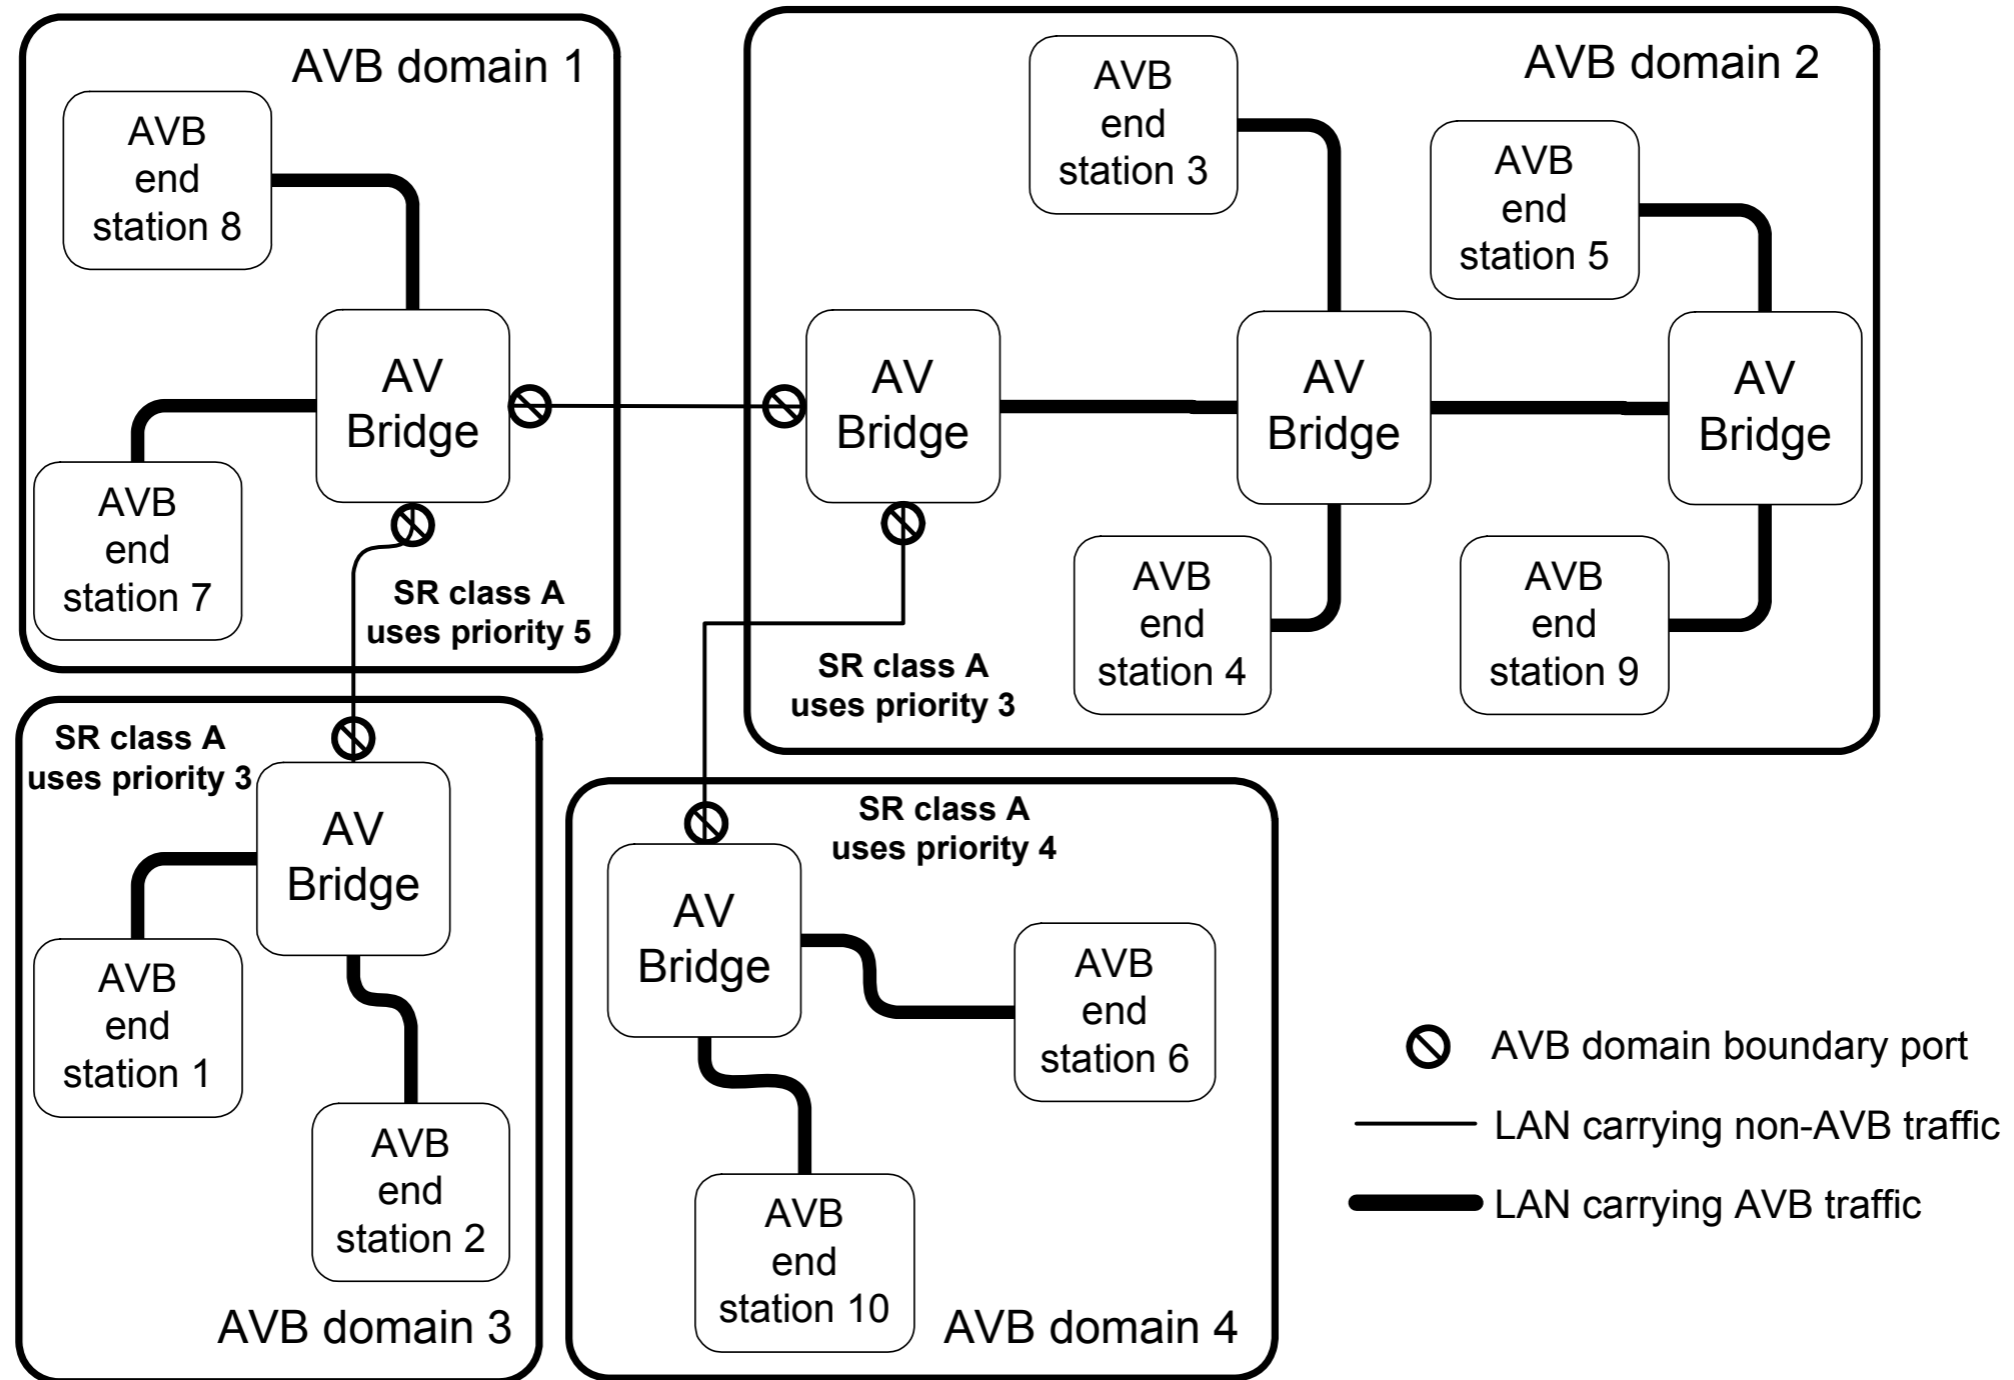 AVB domain 1
AVB
end
station 8
AV
Bridge
AVB
end
station 7
SR class A
uses priority 5
AVB domain 2
AVB
end
station 3
AVB
end
station 5
AV
Bridge
AV
Bridge
AV
Bridge
SR class A
uses priority 3
AVB
end
station 4
AVB
end
station 9
SR class A
uses priority 3
AV
Bridge
AVB
end
station 1
AVB
end
station 2
AVB domain 3
SR class A
uses priority 4
AV
Bridge
AVB
end
station 6
AVB
end
station 10
AVB domain 4
AVB domain boundary port
LAN carrying non-AVB traffic
LAN carrying AVB traffic